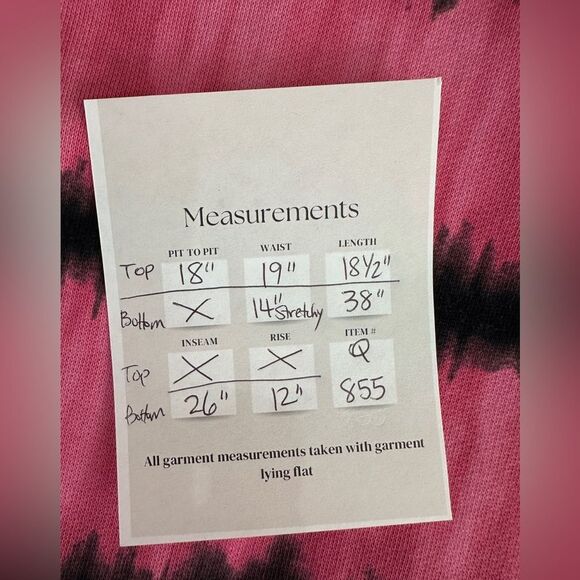 Measurements
PIT TO PIT WAIST LENGTH
Top 18" 19" 18 1/2"
Bottom X 14" Stretchy 38"
INSEAM RISE ITEM #
Top X X Q
Bottom 26" 12" 855
All garment measurements taken with garment
lying flat